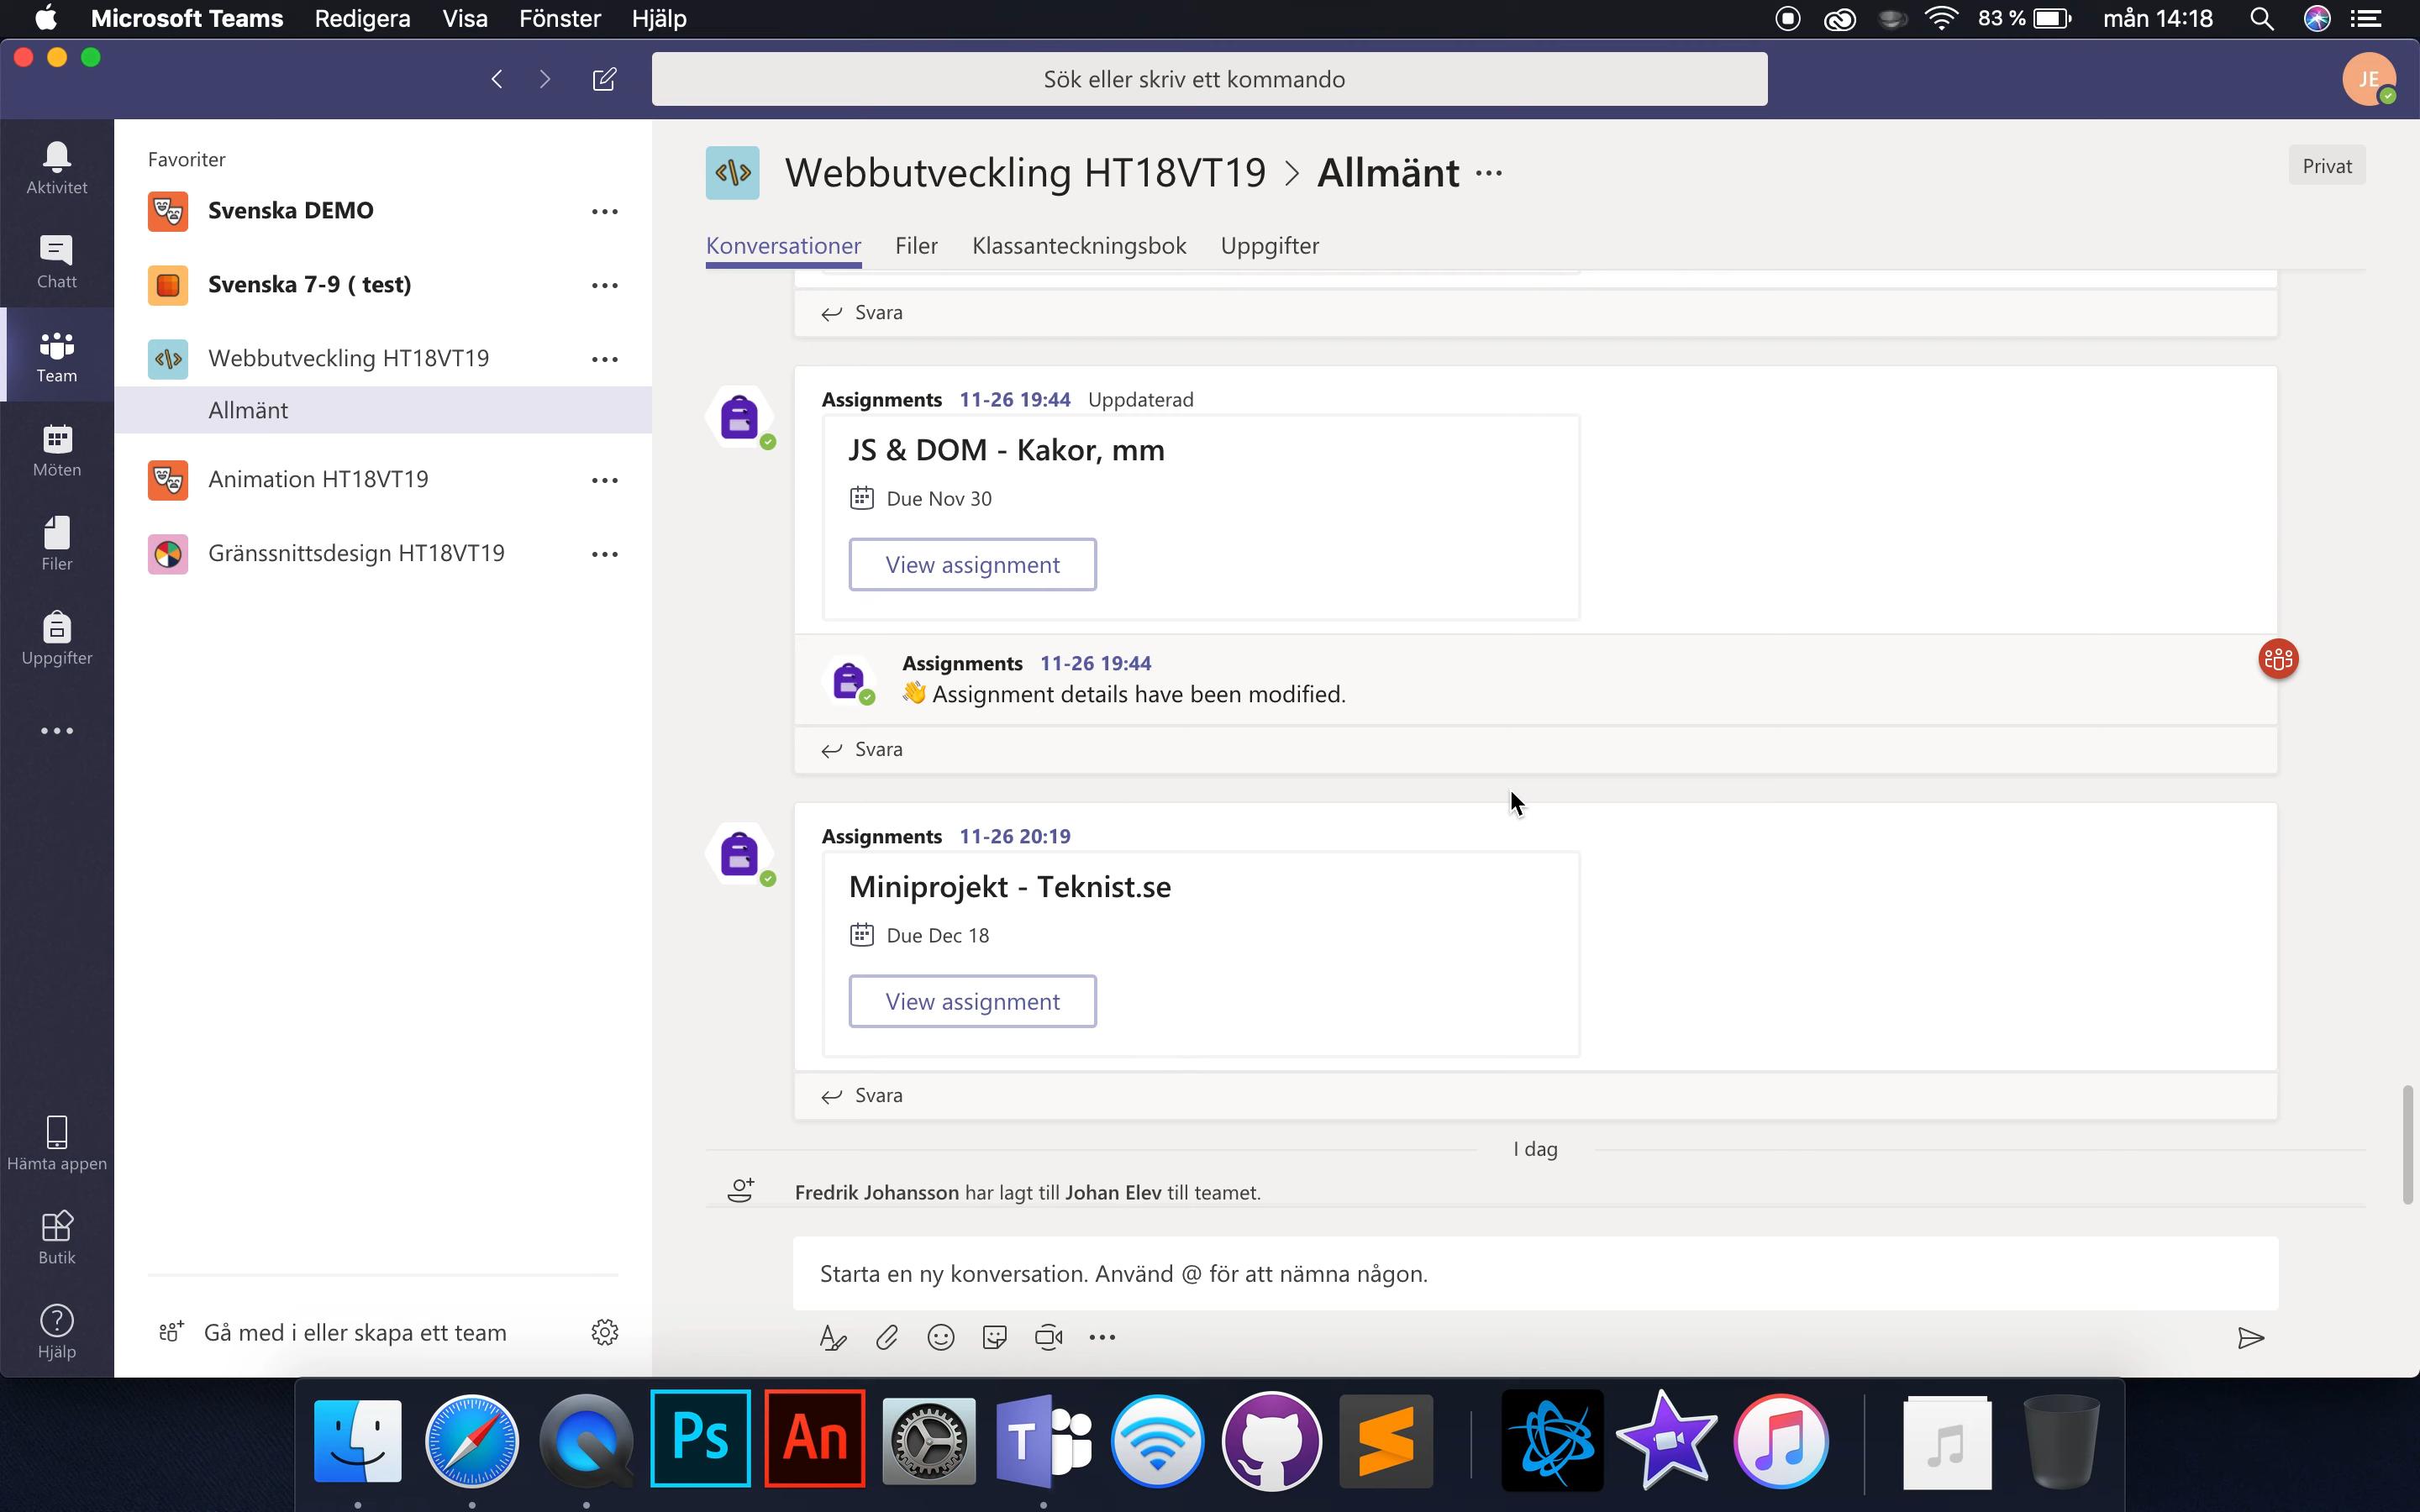 Microsoft Teams Redigera Visa Fönster Hjälp 83 % mån 14:18
Sök eller skriv ett kommando
JE
Aktivitet
Chatt
Team
Möten
Filer
Uppgifter
Hämta appen
Butik
Hjälp
Favoriter
Svenska DEMO
Svenska 7-9 ( test)
Webbutveckling HT18VT19
Allmänt
Animation HT18VT19
Gränssnittsdesign HT18VT19
Gå med i eller skapa ett team
Webbutveckling HT18VT19 > Allmänt ···
Privat
Konversationer Filer Klassanteckningsbok Uppgifter
Svara
Assignments 11-26 19:44 Uppdaterad
JS & DOM - Kakor, mm
Due Nov 30
View assignment
Assignments 11-26 19:44
👋 Assignment details have been modified.
Svara
Assignments 11-26 20:19
Miniprojekt - Teknist.se
Due Dec 18
View assignment
Svara
I dag
Fredrik Johansson har lagt till Johan Elev till teamet.
Starta en ny konversation. Använd @ för att nämna någon.
Ps An T